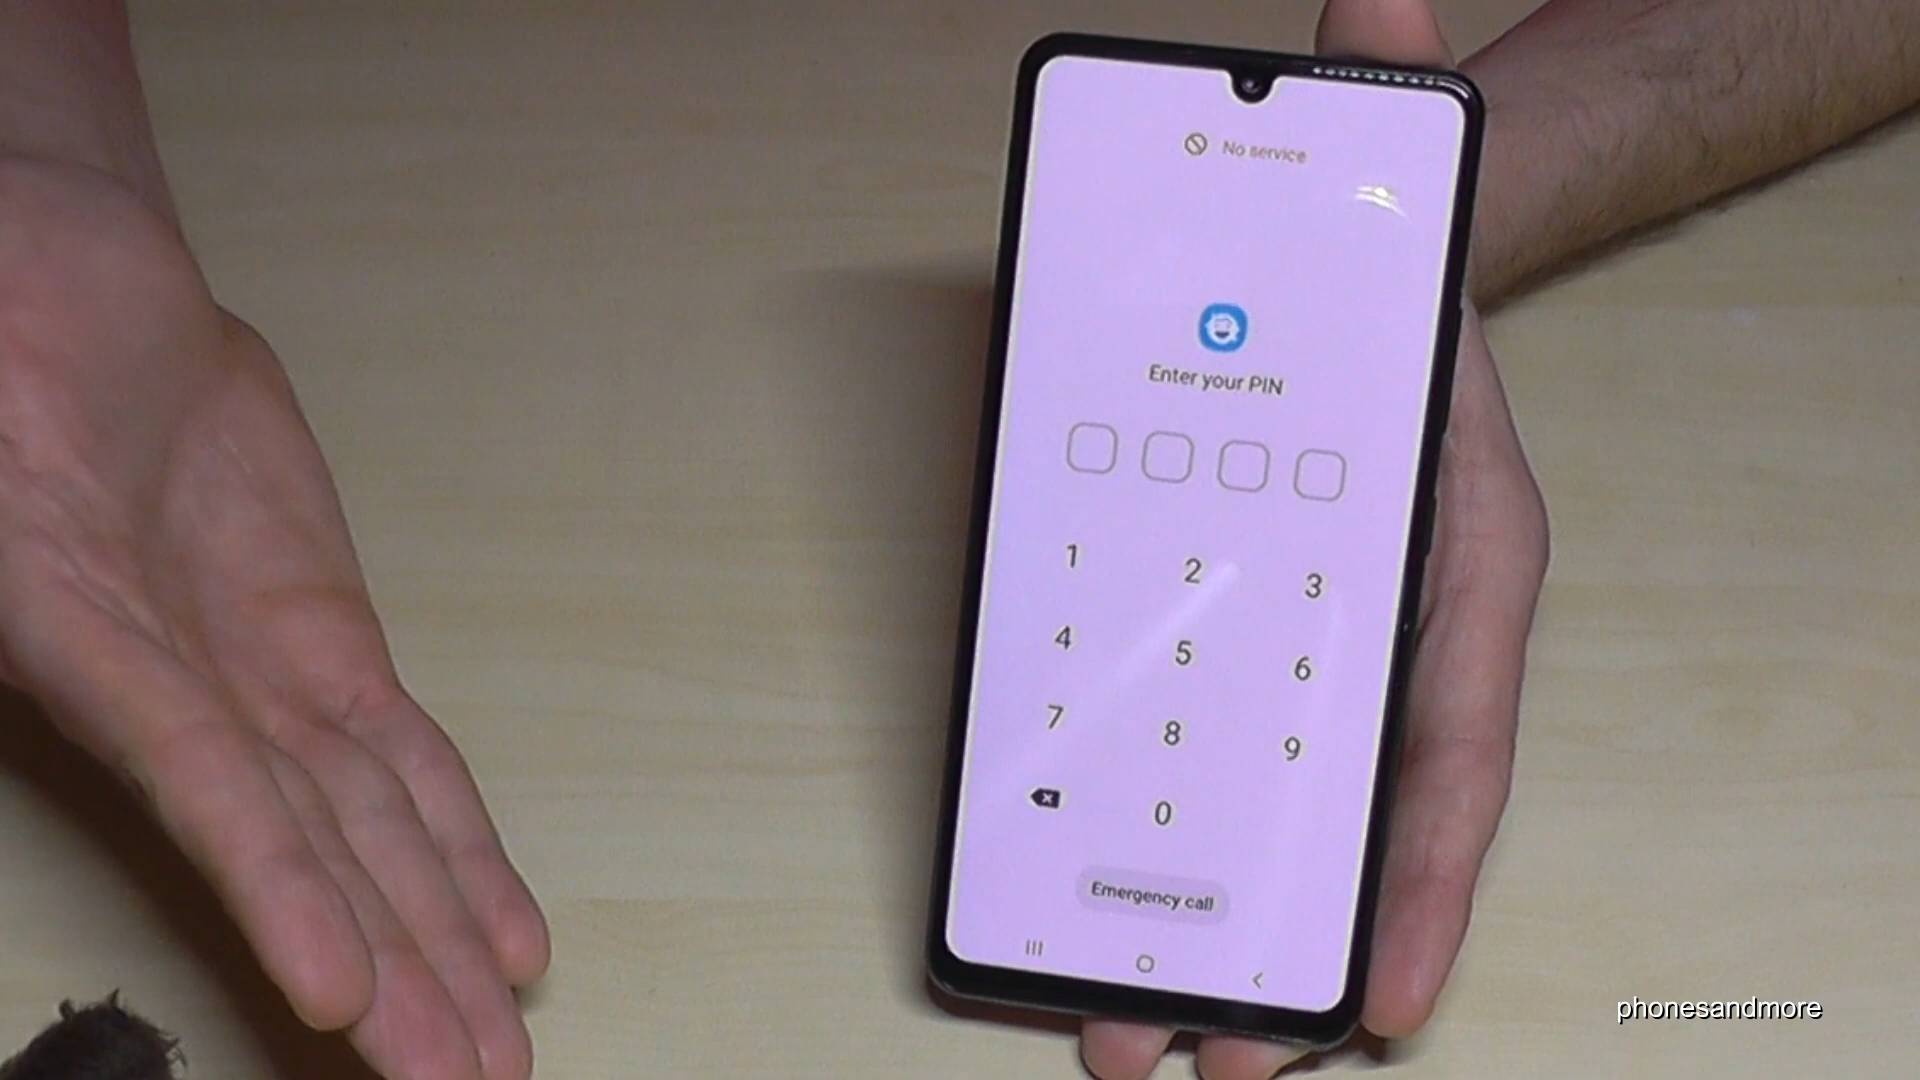 No service
Enter your PIN
1 2 3
4 5 6
7 8 9
0
Emergency call
phonesandmore